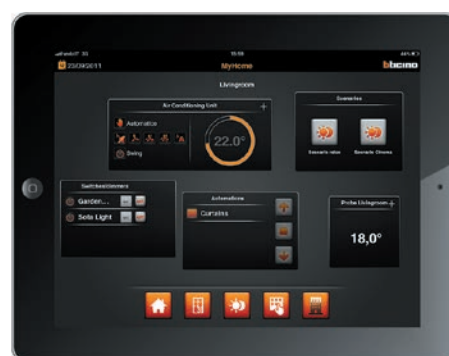 23/09/2011
MyHome
bticino
Livingroom
Air Conditioning Unit
Automatics
22.0°
Swing
Scenarios
Scenario Cinema
Switches/dimmers
Garden...
Sofa Light
Automations
Curtains
Probe Livingroom
18,0°